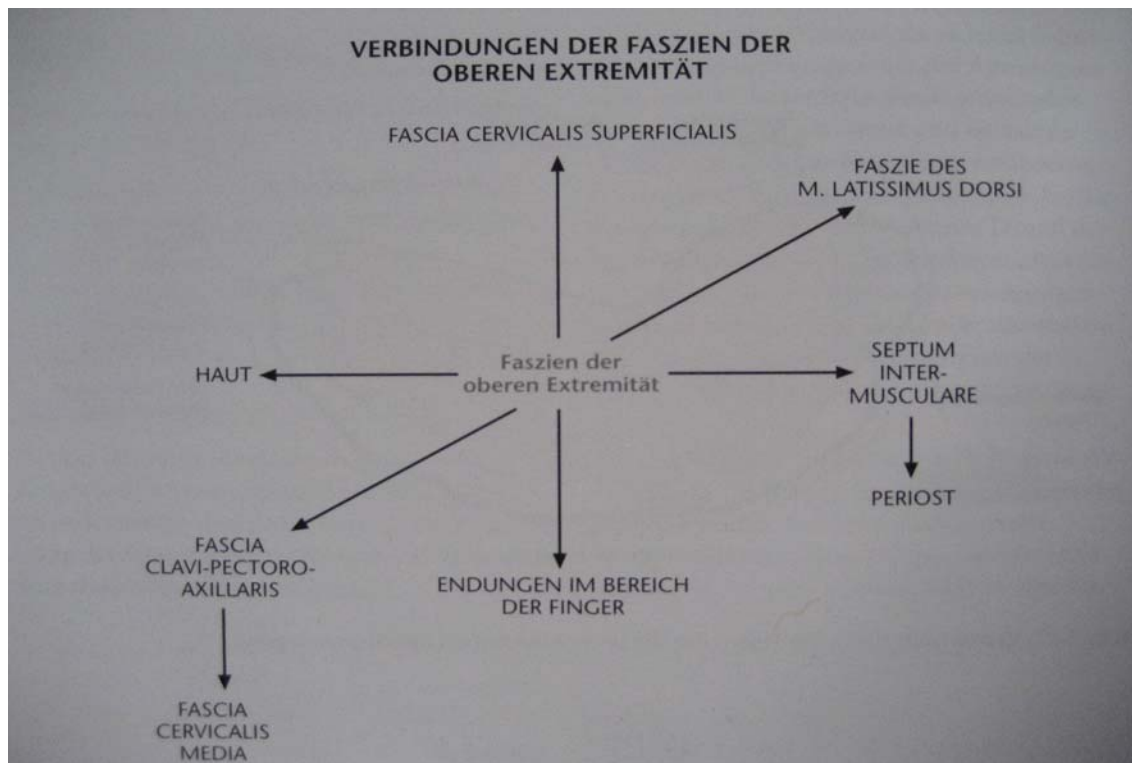 VERBINDUNGEN DER FASZIEN DER
OBEREN EXTREMITÄT
FASCIA CERVICALIS SUPERFICIALIS
FASZIE DES
M. LATISSIMUS DORSI
HAUT
Faszien der
oberen Extremität
SEPTUM
INTER-
MUSCULARE
PERIOST
FASCIA
CLAVI-PECTORO-
AXILLARIS
ENDUNGEN IM BEREICH
DER FINGER
FASCIA
CERVICALIS
MEDIA